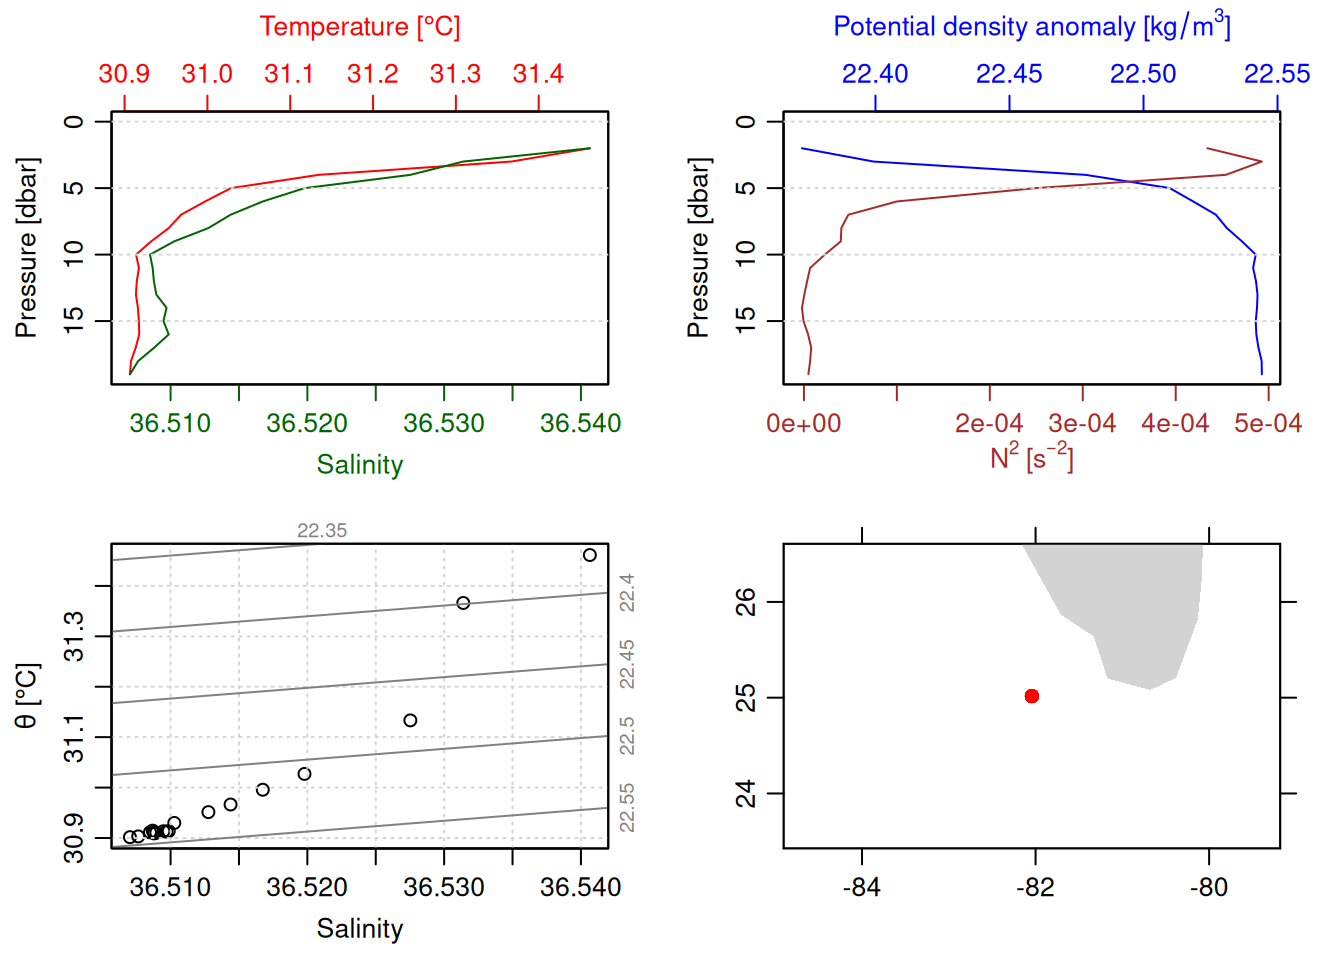 Temperature [°C]
30.9 31.0 31.1 31.2 31.3 31.4
Pressure [dbar]
0
5
10
15
36.510 36.520 36.530 36.540
Salinity
Potential density anomaly [kg/m³]
22.40 22.45 22.50 22.55
Pressure [dbar]
0
5
10
15
0e+00 2e-04 3e-04 4e-04 5e-04
N² [s⁻²]
22.35
22.4
22.45
22.5
22.55
θ [°C]
31.3
31.1
30.9
36.510 36.520 36.530 36.540
Salinity
26
25
24
-84 -82 -80